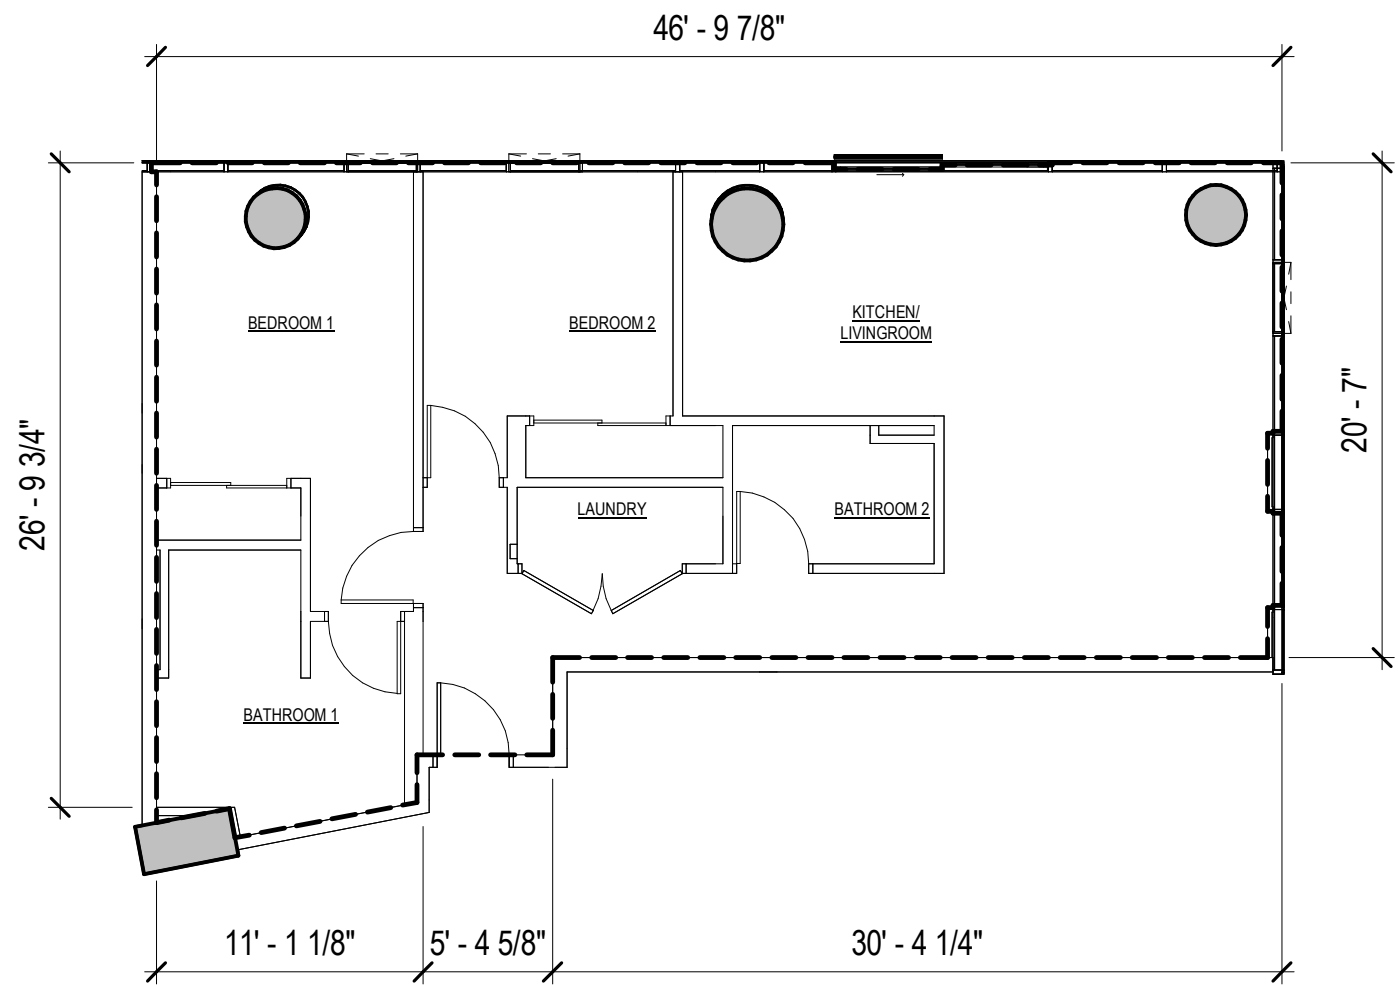 46' - 9 7/8"
BEDROOM 1
BEDROOM 2
KITCHEN/
LIVINGROOM
26' - 9 3/4"
20' - 7"
LAUNDRY
BATHROOM 2
BATHROOM 1
11' - 1 1/8"
5' - 4 5/8"
30' - 4 1/4"